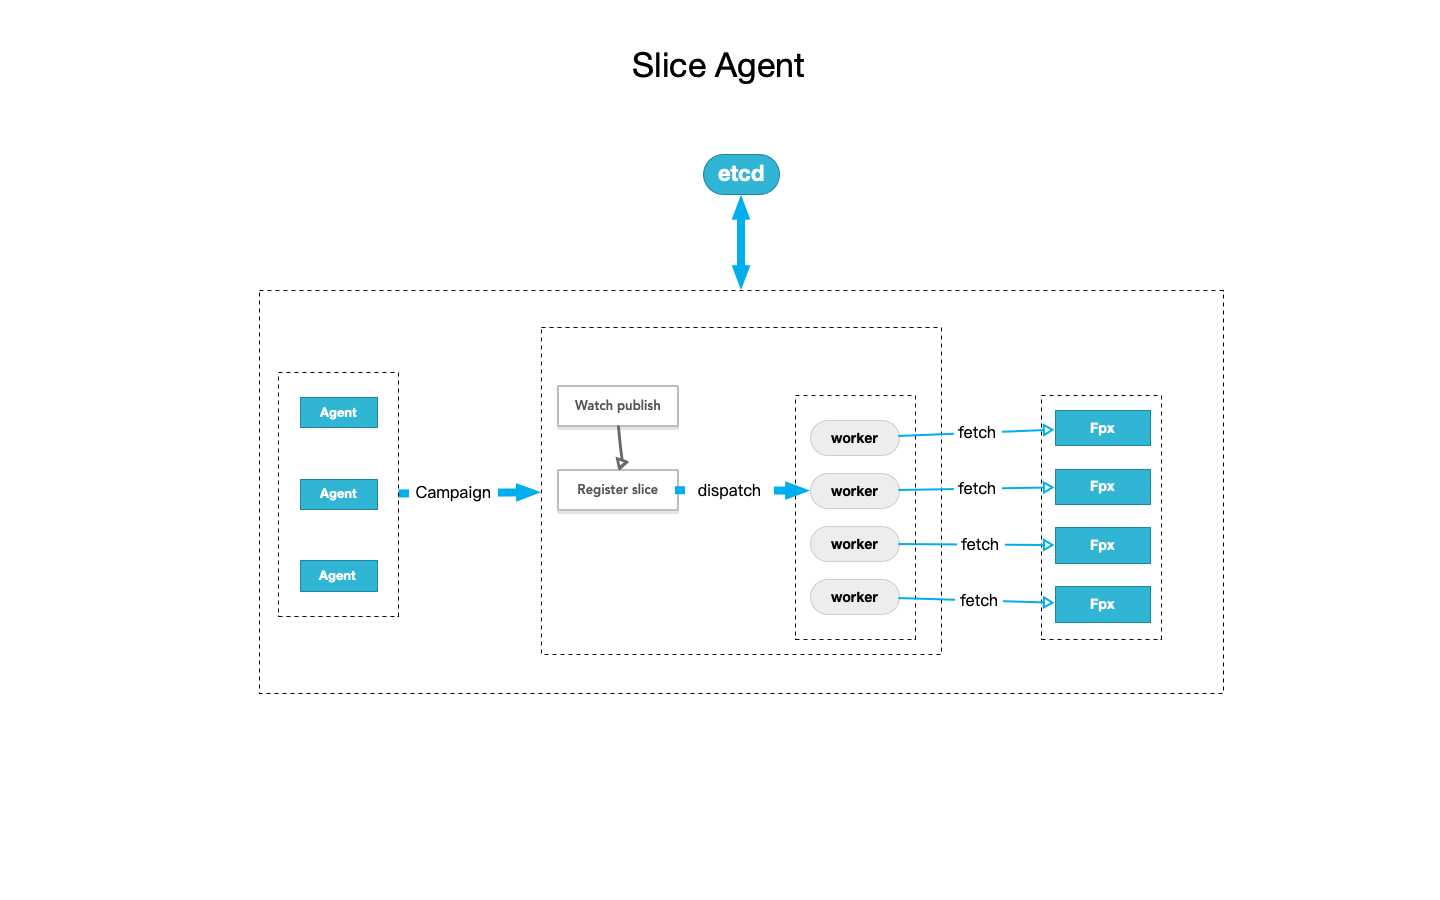 Slice Agent
etcd
Agent
Agent
Agent
Campaign
Watch publish
Register slice
dispatch
worker
worker
worker
worker
fetch
fetch
fetch
fetch
Fpx
Fpx
Fpx
Fpx